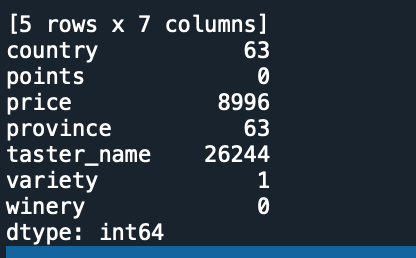 [5 rows x 7 columns]
country 63
points 0
price 8996
province 63
taster_name 26244
variety 1
winery 0
dtype: int64